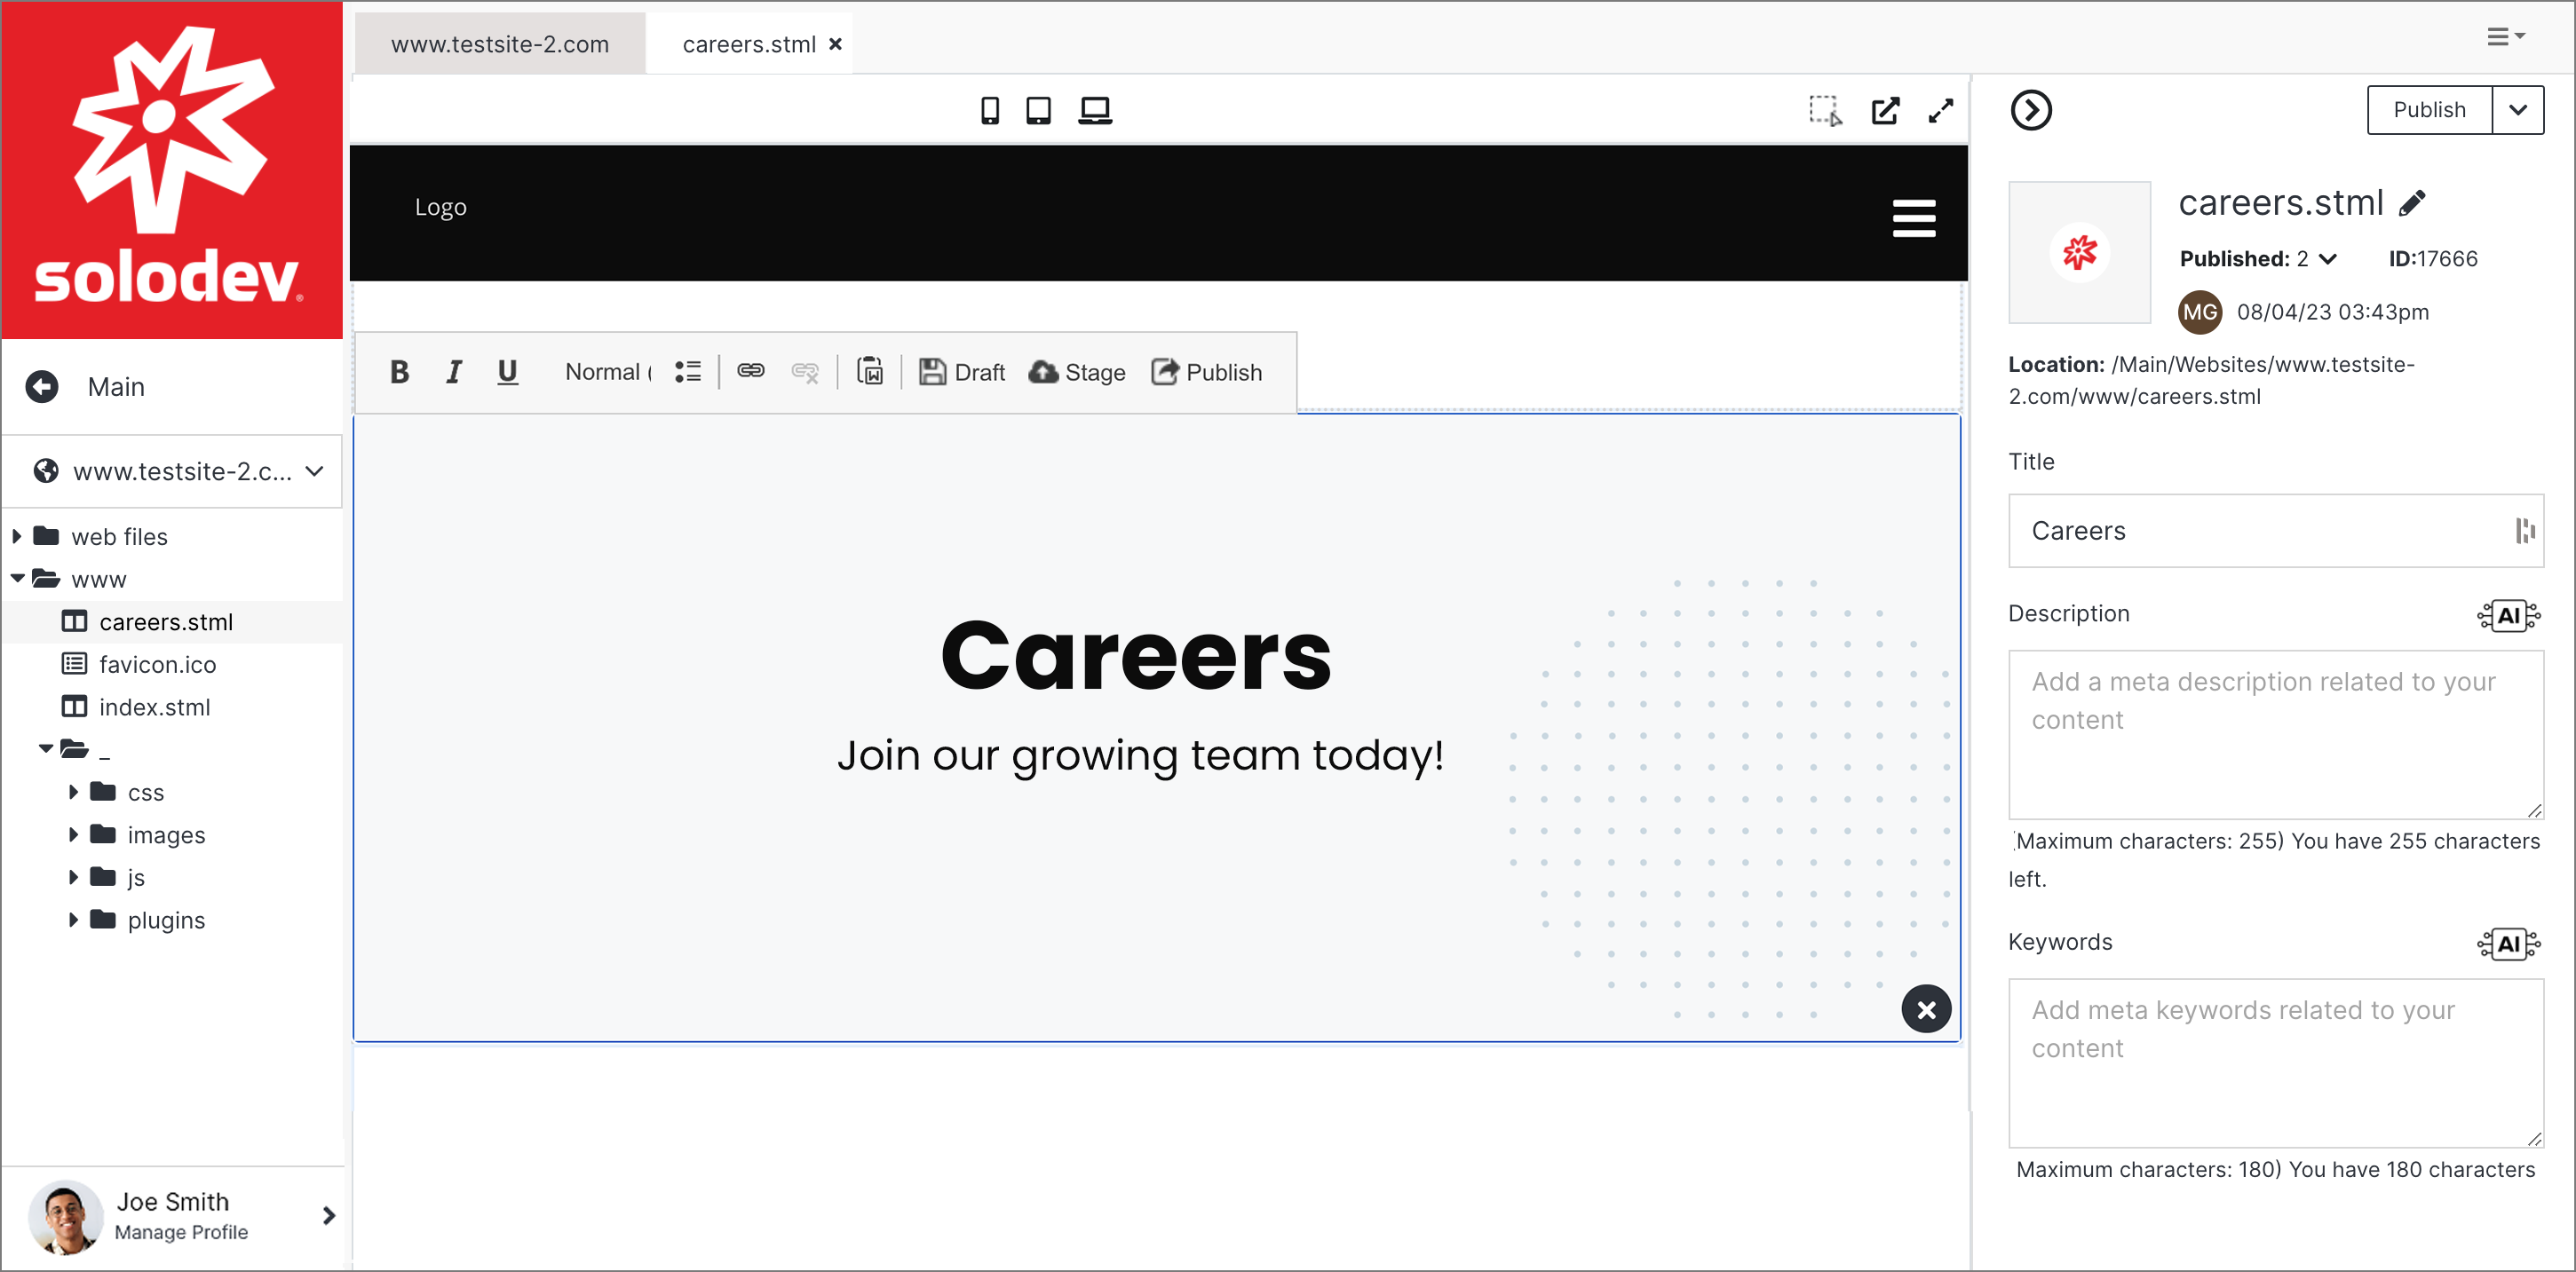 solodev®
Main
www.testsite-2.c...
web files
www
careers.stml
favicon.ico
index.stml
_
css
images
js
plugins
Joe Smith
Manage Profile
www.testsite-2.com
careers.stml
Logo
B I U Normal ( Draft Stage Publish
Careers
Join our growing team today!
Publish
careers.stml
Published: 2 ID:17666
MG 08/04/23 03:43pm
Location: /Main/Websites/www.testsite-
2.com/www/careers.stml
Title
Careers
Description AI
Add a meta description related to your
content
Maximum characters: 255) You have 255 characters
left.
Keywords AI
Add meta keywords related to your
content
Maximum characters: 180) You have 180 characters